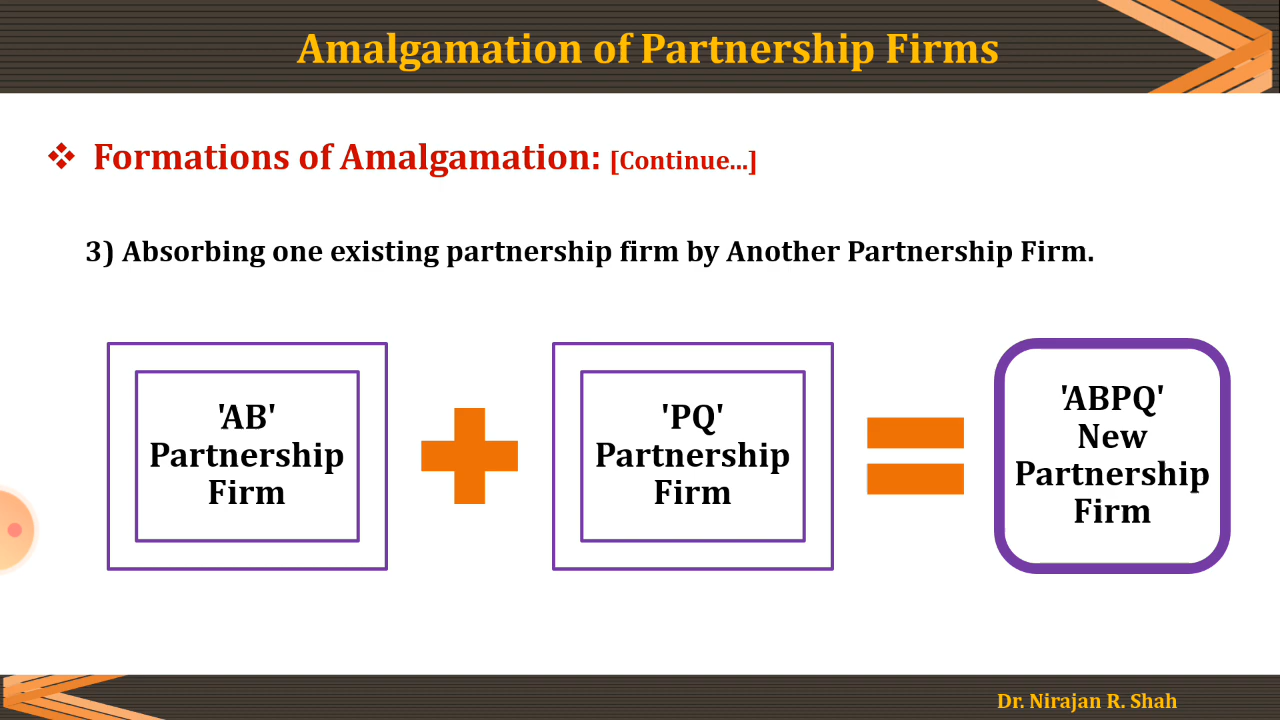 Amalgamation of Partnership Firms
❖ Formations of Amalgamation: [Continue...]
3) Absorbing one existing partnership firm by Another Partnership Firm.
'AB'
Partnership
Firm
'PQ'
Partnership
Firm
'ABPQ'
New
Partnership
Firm
Dr. Nirajan R. Shah